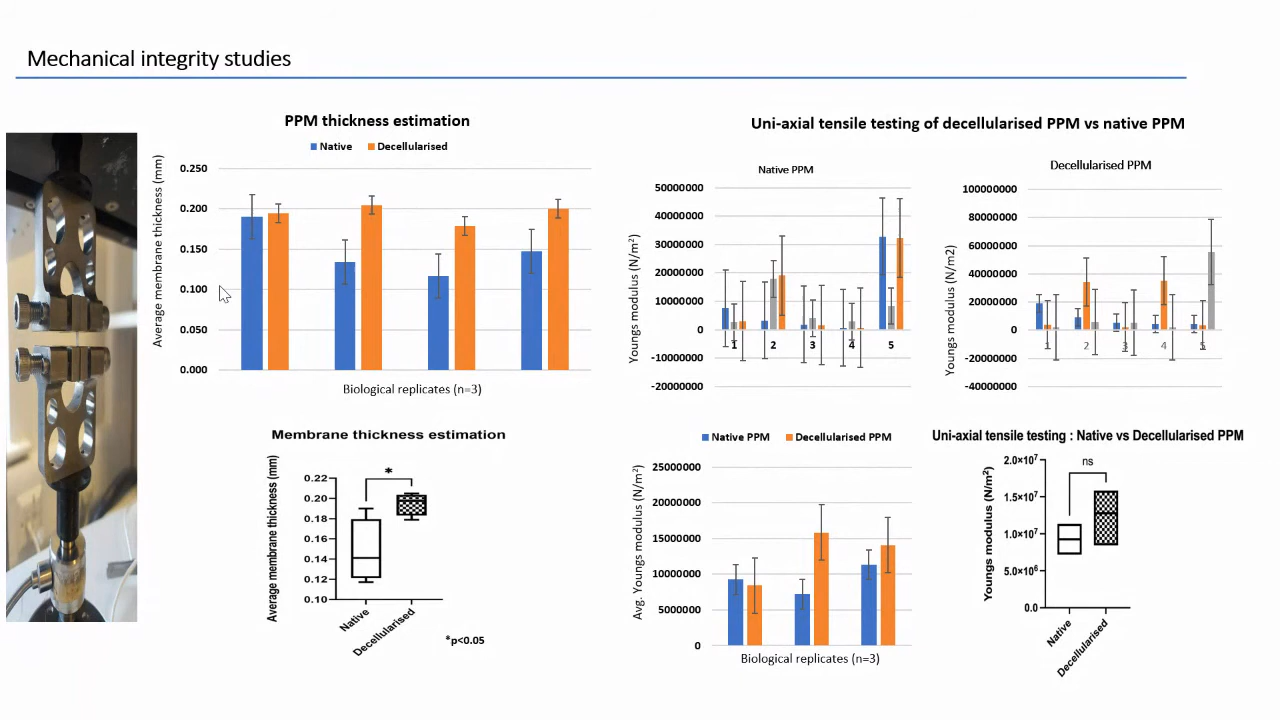 Mechanical integrity studies
PPM thickness estimation
Native Decellularised
Average membrane thickness (mm)
0.250
0.200
0.150
0.100
0.050
0.000
Biological replicates (n=3)
Uni-axial tensile testing of decellularised PPM vs native PPM
Native PPM
Youngs modulus (N/m²)
50000000
40000000
30000000
20000000
10000000
0
-10000000
-20000000
1 2 3 4 5
Decellularised PPM
Youngs modulus (N/m2)
100000000
80000000
60000000
40000000
20000000
0
-20000000
-40000000
1 2 3 4 5
Membrane thickness estimation
Average membrane thickness (mm)
0.22
0.20
0.18
0.16
0.14
0.12
0.10
*
Native
Decellularised
*p<0.05
Native PPM Decellularised PPM
Avg. Youngs modulus (N/m²)
25000000
20000000
15000000
10000000
5000000
0
Biological replicates (n=3)
Uni-axial tensile testing : Native vs Decellularised PPM
Youngs modulus (N/m²)
2.0×10⁷
1.5×10⁷
1.0×10⁷
5.0×10⁶
0.0
ns
Native
Decellularised